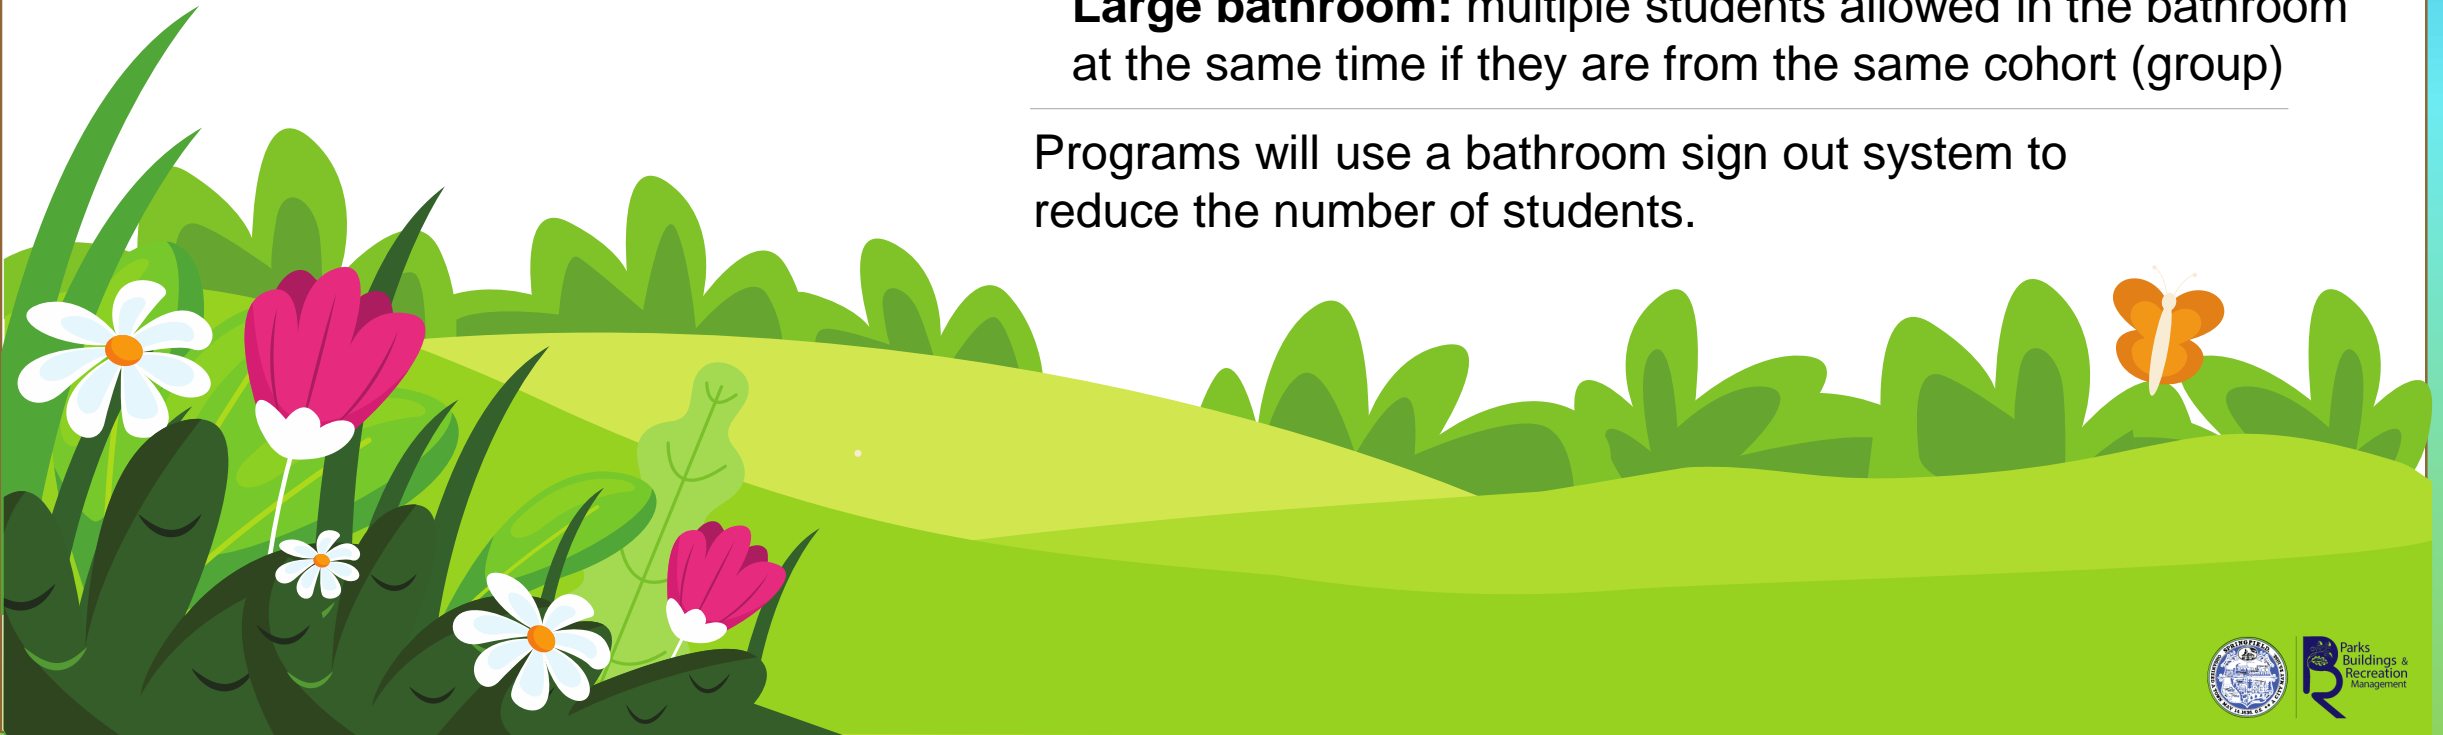 Large bathroom: multiple students allowed in the bathroom
at the same time if they are from the same cohort (group)
Programs will use a bathroom sign out system to
reduce the number of students.
SPRINGFIELD
Parks
Buildings &
Recreation
Management